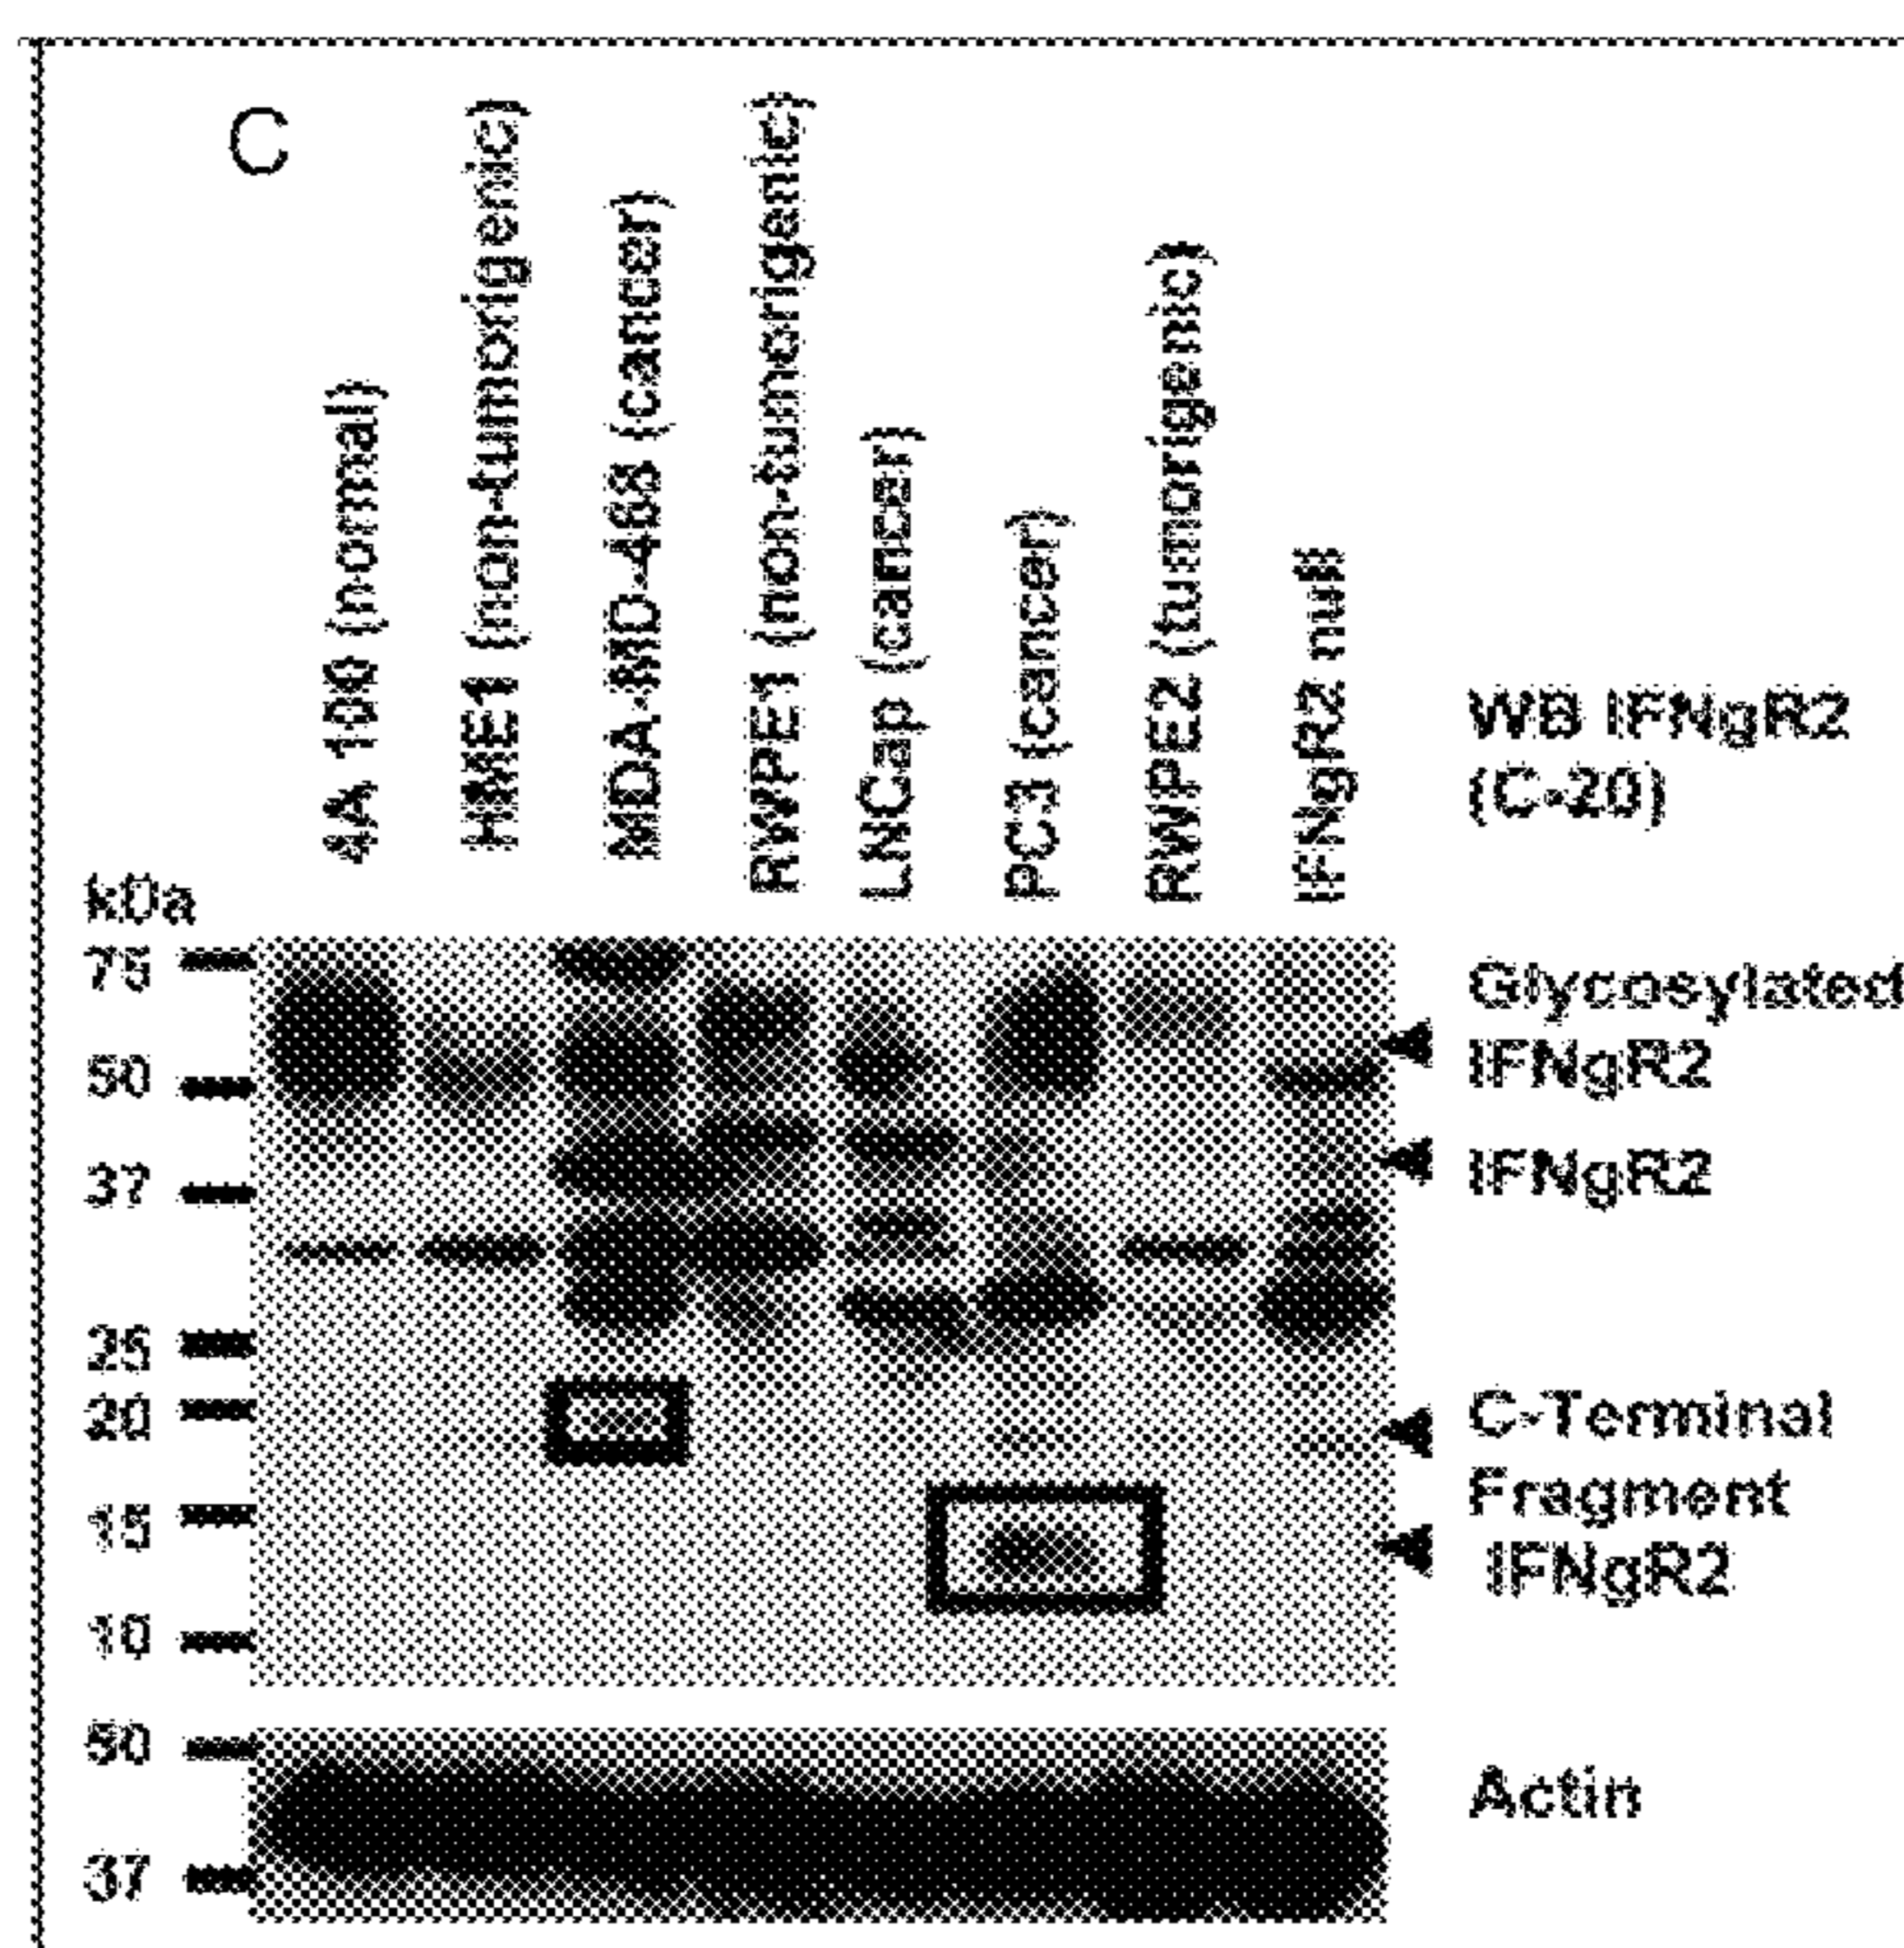 C
4A 100 (normal)
HME1 (non-tumorigenic)
MDA-MD-468 (cancer)
RWPE1 (non-tumorigenic)
LNCap (cancer)
PC3 (cancer)
RWPE2 (tumorigenic)
IFNgR2 null
WB IFNgR2
(C-20)
kDa
75
50
37
25
20
15
10
Glycosylated
IFNgR2
IFNgR2
C-Terminal
Fragment
IFNgR2
50
37
Actin